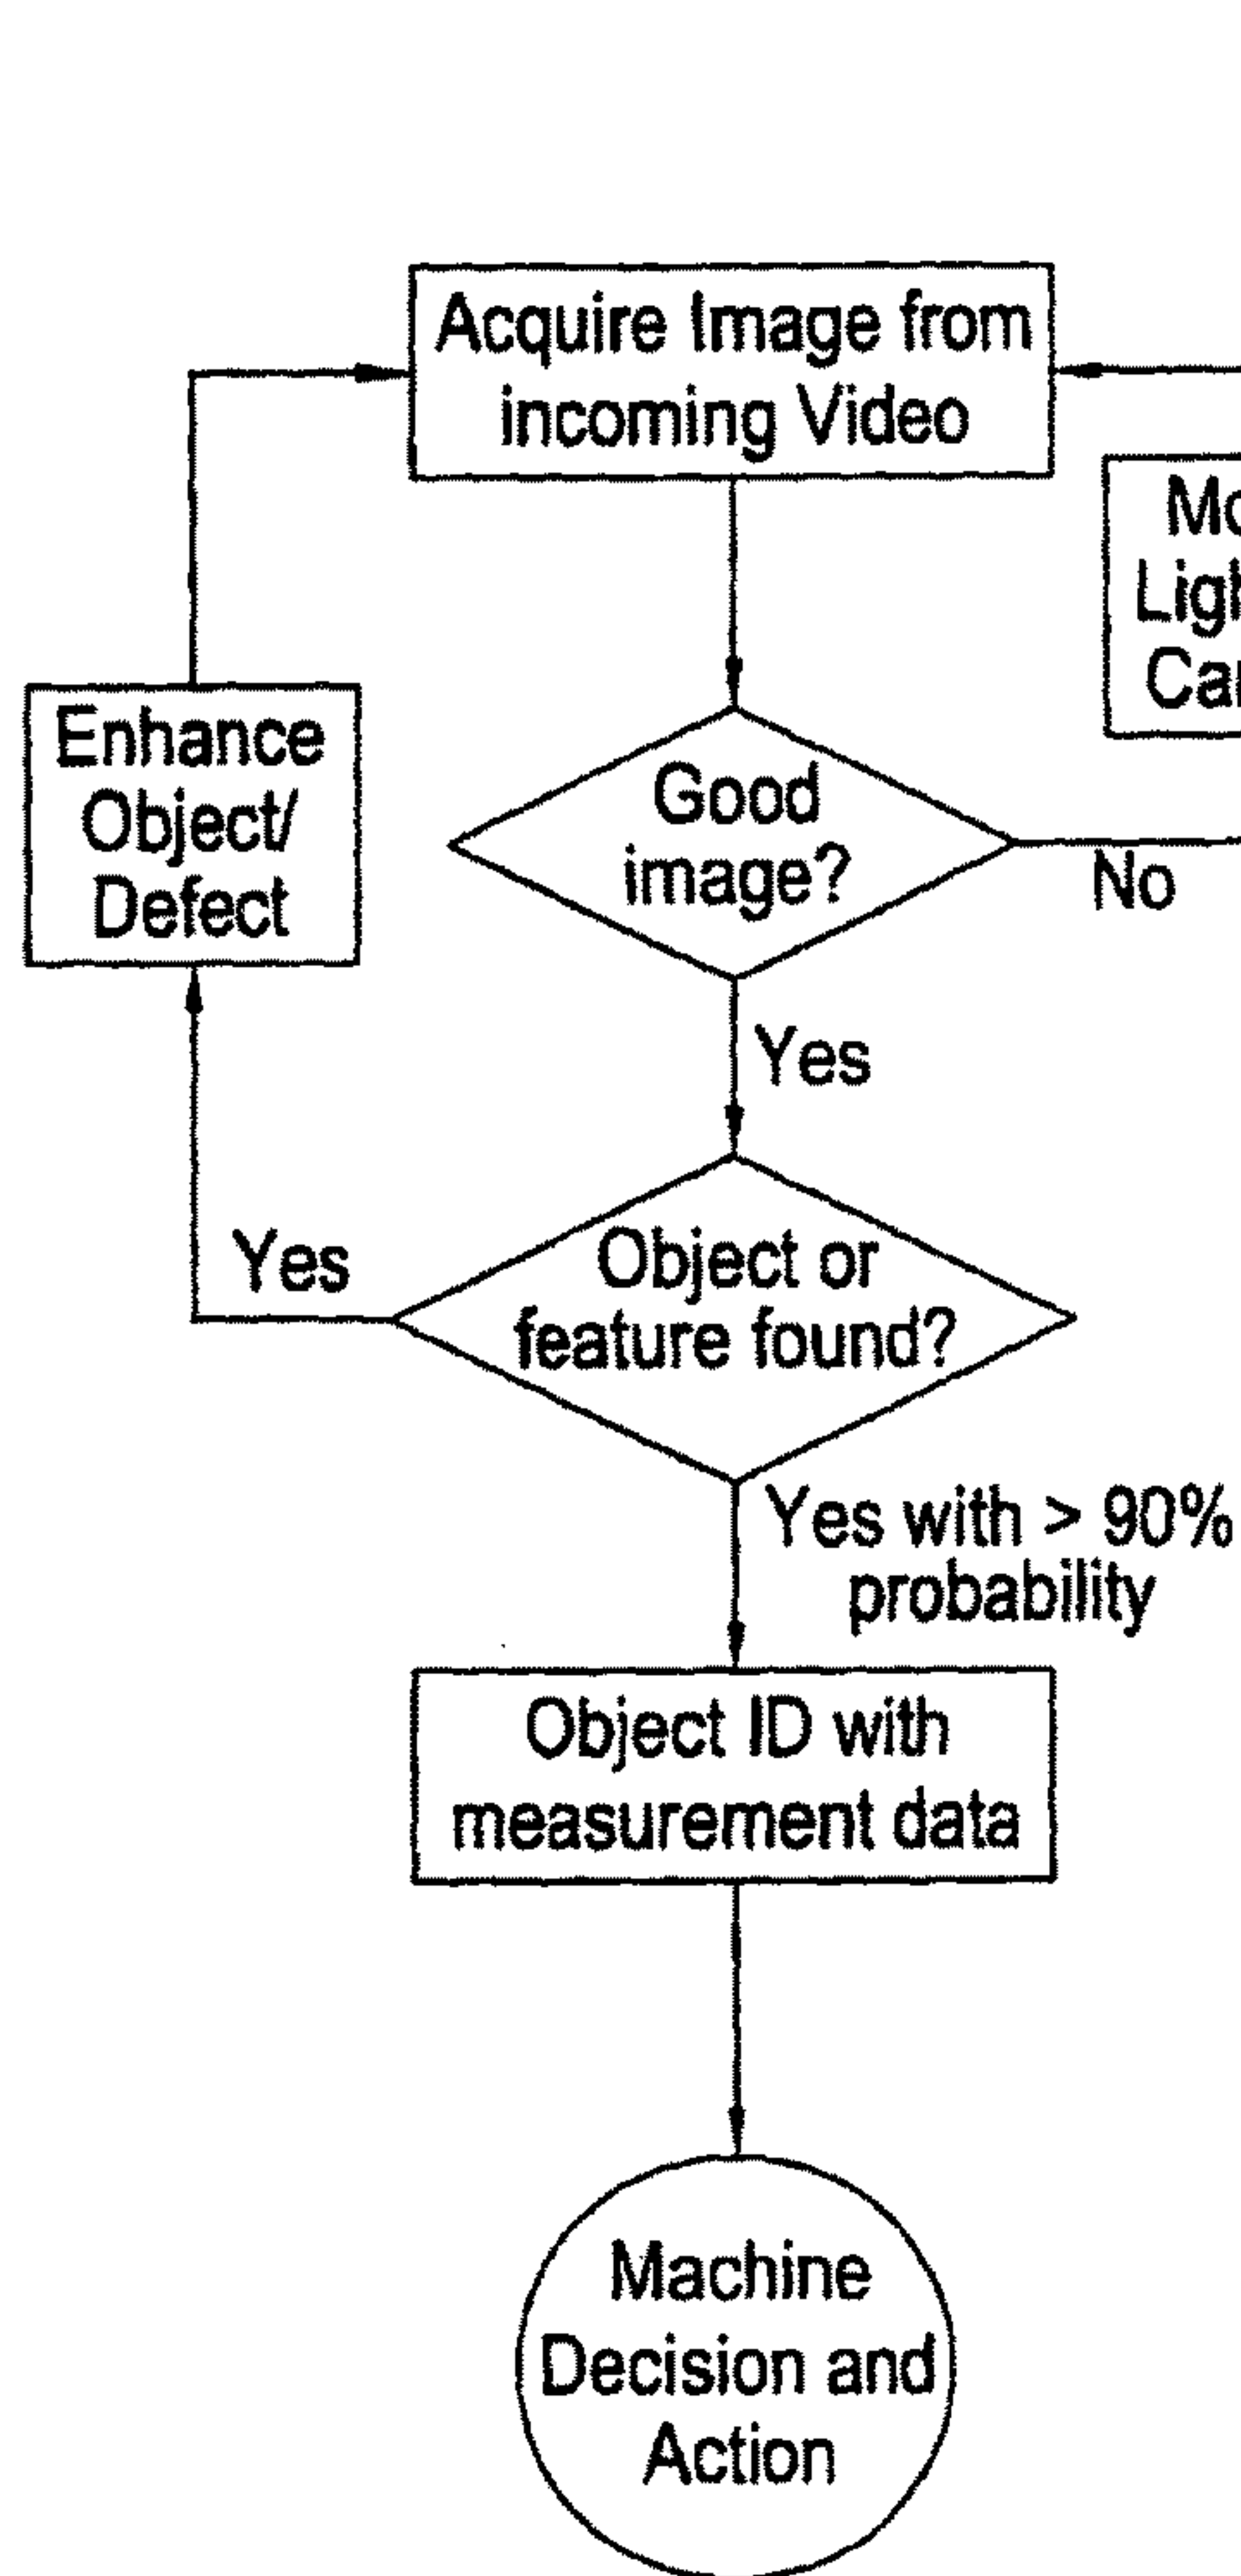 Acquire Image from
incoming Video
Enhance
Object/
Defect
Good
image?
No
Yes
Yes
Object or
feature found?
Yes with > 90%
probability
Object ID with
measurement data
Machine
Decision and
Action